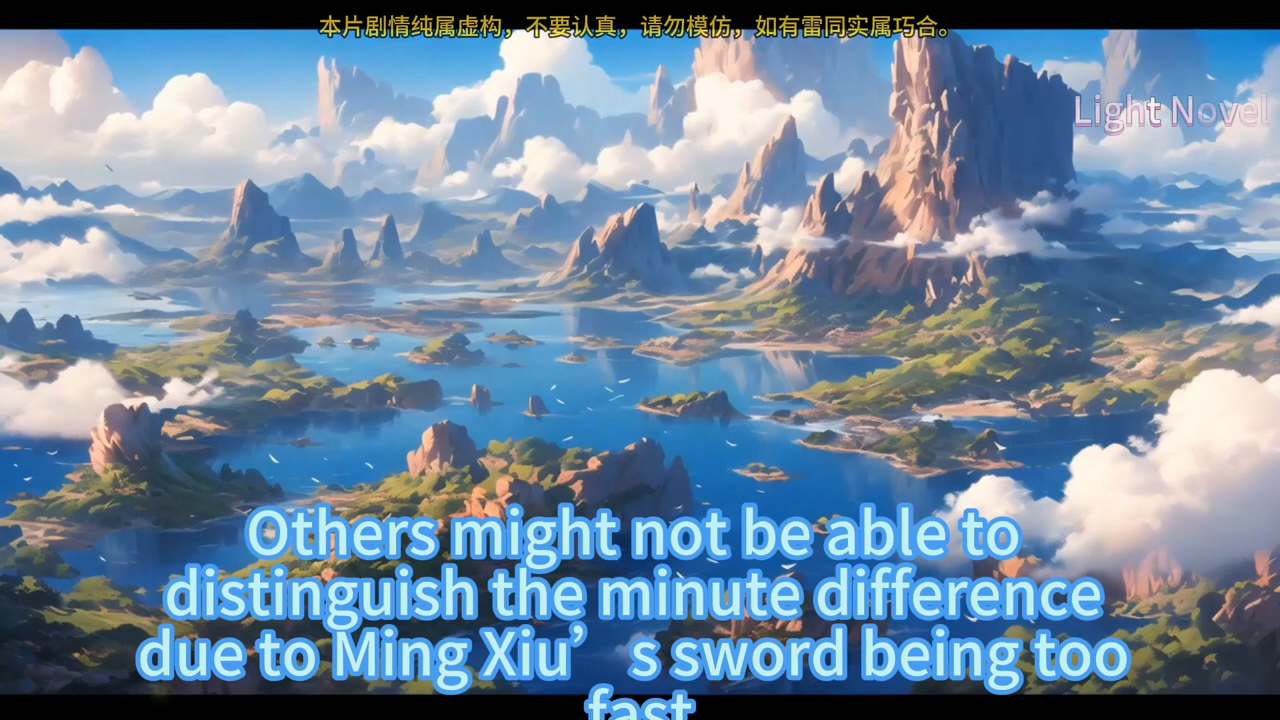 本片剧情纯属虚构，不要认真，请勿模仿，如有雷同实属巧合。
Light Novel
Others might not be able to
distinguish the minute difference
due to Ming Xiu’s sword being too
fast